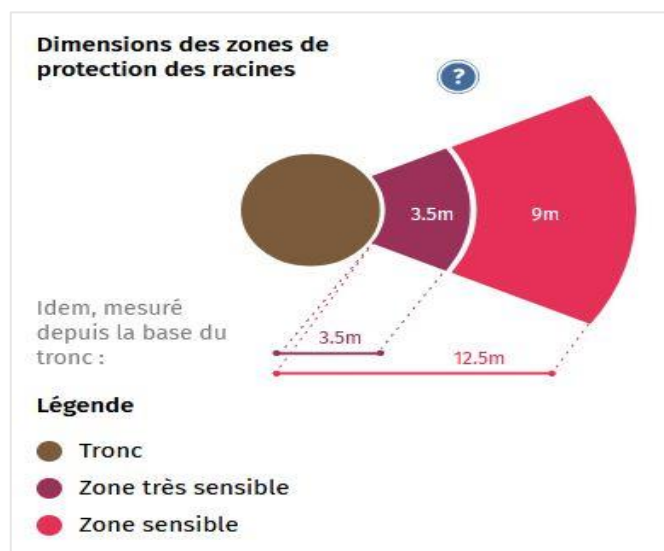 Dimensions des zones de
protection des racines
?
3.5m
9m
Idem, mesuré
depuis la base du
tronc :
3.5m
12.5m
Légende
Tronc
Zone très sensible
Zone sensible